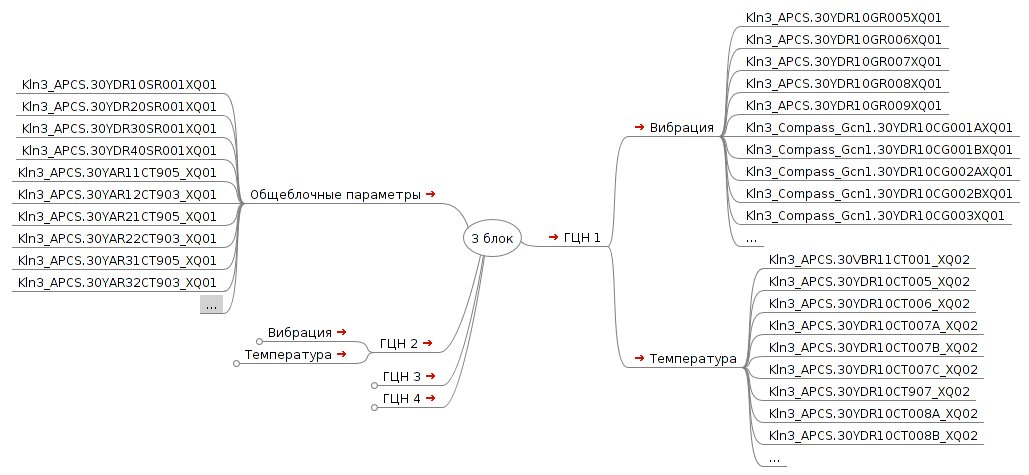 3 блок
ГЦН 1
Вибрация
Kln3_APCS.30YDR10GR005XQ01
Kln3_APCS.30YDR10GR006XQ01
Kln3_APCS.30YDR10GR007XQ01
Kln3_APCS.30YDR10GR008XQ01
Kln3_APCS.30YDR10GR009XQ01
Kln3_Compass_Gcn1.30YDR10CG001AXQ01
Kln3_Compass_Gcn1.30YDR10CG001BXQ01
Kln3_Compass_Gcn1.30YDR10CG002AXQ01
Kln3_Compass_Gcn1.30YDR10CG002BXQ01
Kln3_Compass_Gcn1.30YDR10CG003XQ01
...
Температура
Kln3_APCS.30VBR11CT001_XQ02
Kln3_APCS.30YDR10CT005_XQ02
Kln3_APCS.30YDR10CT006_XQ02
Kln3_APCS.30YDR10CT007A_XQ02
Kln3_APCS.30YDR10CT007B_XQ02
Kln3_APCS.30YDR10CT007C_XQ02
Kln3_APCS.30YDR10CT907_XQ02
Kln3_APCS.30YDR10CT008A_XQ02
Kln3_APCS.30YDR10CT008B_XQ02
...
Общеблочные параметры
Kln3_APCS.30YDR10SR001XQ01
Kln3_APCS.30YDR20SR001XQ01
Kln3_APCS.30YDR30SR001XQ01
Kln3_APCS.30YDR40SR001XQ01
Kln3_APCS.30YAR11CT905_XQ01
Kln3_APCS.30YAR12CT903_XQ01
Kln3_APCS.30YAR21CT905_XQ01
Kln3_APCS.30YAR22CT903_XQ01
Kln3_APCS.30YAR31CT905_XQ01
Kln3_APCS.30YAR32CT903_XQ01
...
ГЦН 2
Вибрация
Температура
ГЦН 3
ГЦН 4